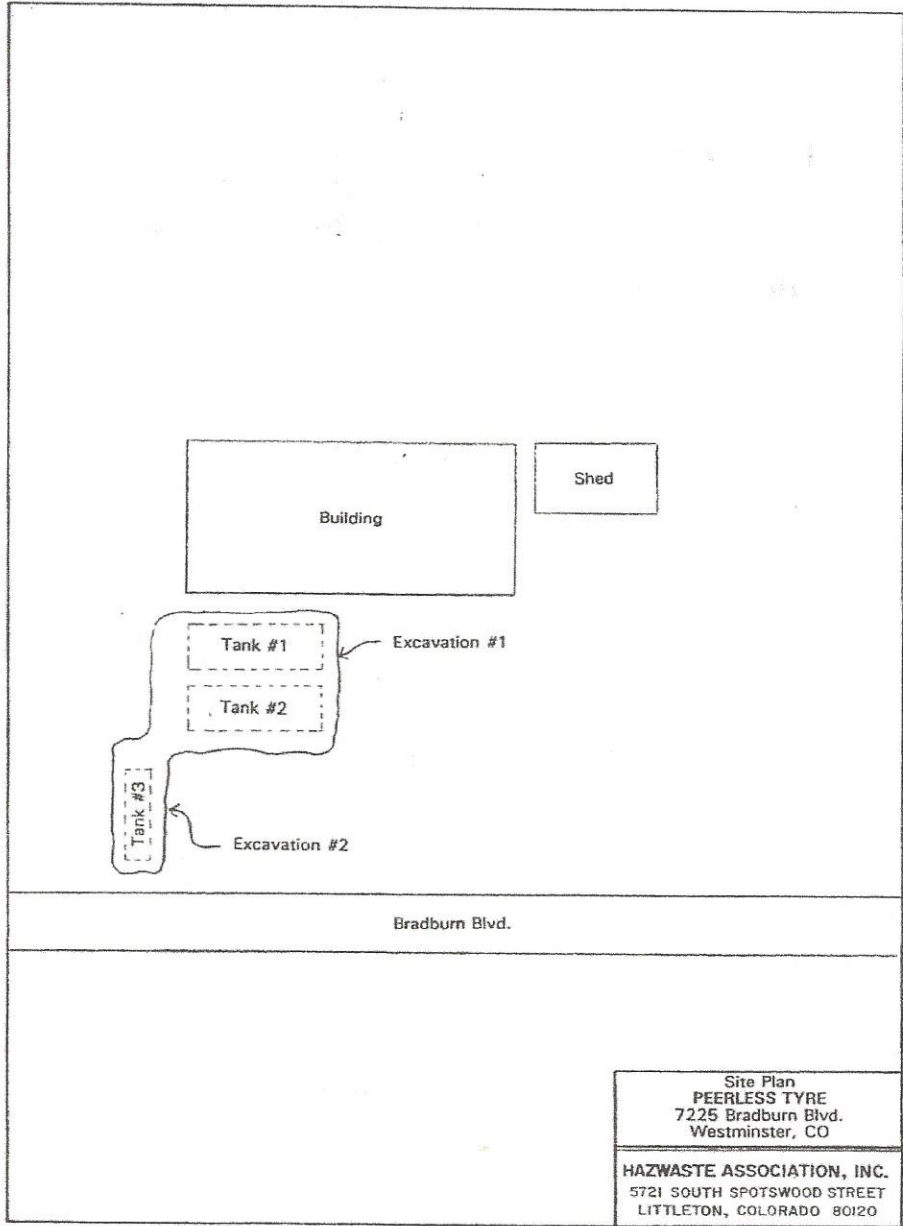 Shed
Building
Tank #1
Excavation #1
Tank #2
Tank #3
Excavation #2
Bradburn Blvd.
Site Plan
PEERLESS TYRE
7225 Bradburn Blvd.
Westminster, CO
HAZWASTE ASSOCIATION, INC.
5721 SOUTH SPOTSWOOD STREET
LITTLETON, COLORADO 80120